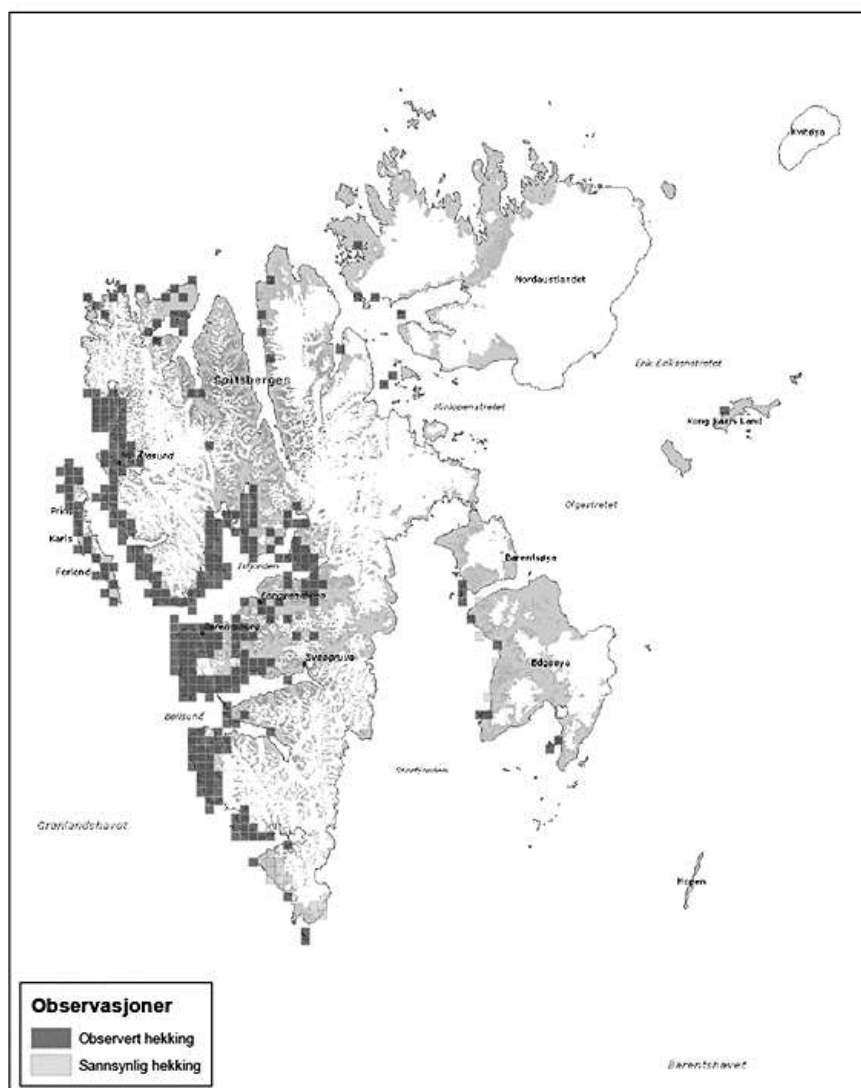 Kvitøya
Nordaustlandet
Erik Eriksenstretet
Spitsbergen
Hinlopenstretet
Kong Karls Land
Ny-Ålesund
Olgastretet
Prins
Karls
Forland
Barentsøya
Isfjorden
Longyearbyen
Barentsburg
Sveagruva
Edgeøya
Bellsund
Storfjorden
Grønlandshavet
Hopen
Observasjoner
Observert hekking
Sannsynlig hekking
Barentshavet